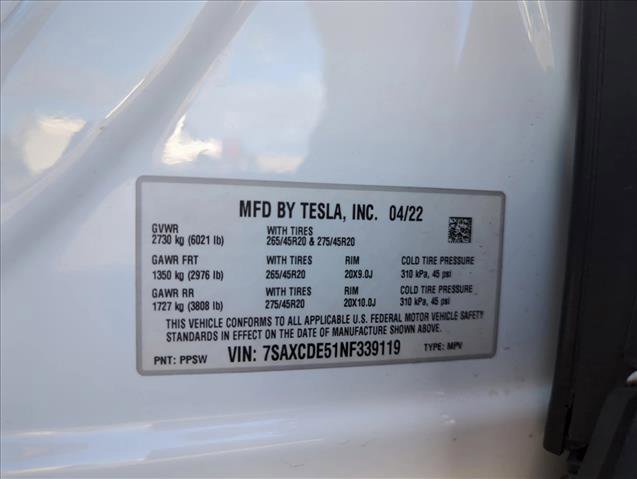 MFD BY TESLA, INC. 04/22
GVWR WITH TIRES
2730 kg (6021 lb) 265/45R20 & 275/45R20
GAWR FRT WITH TIRES RIM COLD TIRE PRESSURE
1350 kg (2976 lb) 265/45R20 20X9.0J 310 kPa, 45 psi
GAWR RR WITH TIRES RIM COLD TIRE PRESSURE
1727 kg (3808 lb) 275/45R20 20X10.0J 310 kPa, 45 psi
THIS VEHICLE CONFORMS TO ALL APPLICABLE U.S. FEDERAL MOTOR VEHICLE SAFETY
STANDARDS IN EFFECT ON THE DATE OF MANUFACTURE SHOWN ABOVE.
PNT: PPSW VIN: 7SAXCDE51NF339119 TYPE: MPV